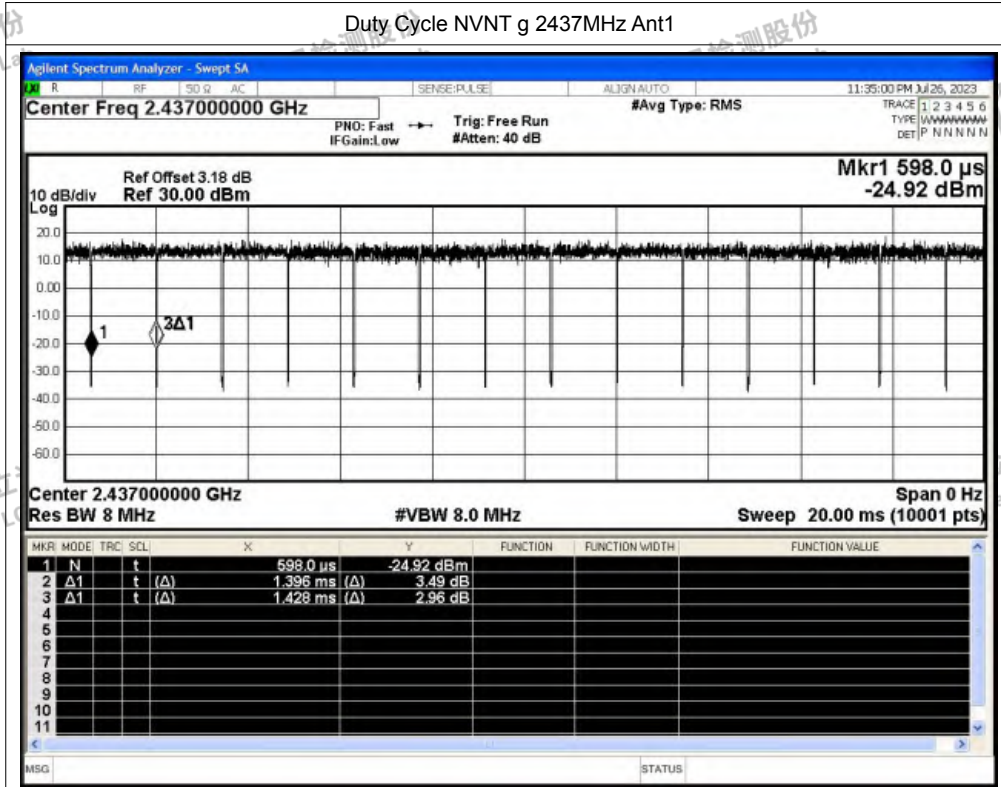 Duty Cycle NVNT g 2437MHz Ant1
检测股份
检测股份
Agilent Spectrum Analyzer - Swept SA
R RF 50 Ω AC SENSE:PULSE ALIGN AUTO 11:35:00 PM Jul 26, 2023
Center Freq 2.437000000 GHz #Avg Type: RMS TRACE 1 2 3 4 5 6
PNO: Fast Trig: Free Run TYPE WWWWWW
IFGain:Low #Atten: 40 dB DET P N N N N N
Mkr1 598.0 µs
-24.92 dBm
Ref Offset 3.18 dB
10 dB/div Ref 30.00 dBm
Log
20.0
10.0
0.00
-10.0
1 3Δ1
-20.0
-30.0
-40.0
-50.0
-60.0
Center 2.437000000 GHz Span 0 Hz
Res BW 8 MHz #VBW 8.0 MHz Sweep 20.00 ms (10001 pts)
MKR MODE TRC SCL X Y FUNCTION FUNCTION WIDTH FUNCTION VALUE
1 N t 598.0 µs -24.92 dBm
2 Δ1 t (Δ) 1.396 ms (Δ) 3.49 dB
3 Δ1 t (Δ) 1.428 ms (Δ) 2.96 dB
4
5
6
7
8
9
10
11
MSG STATUS